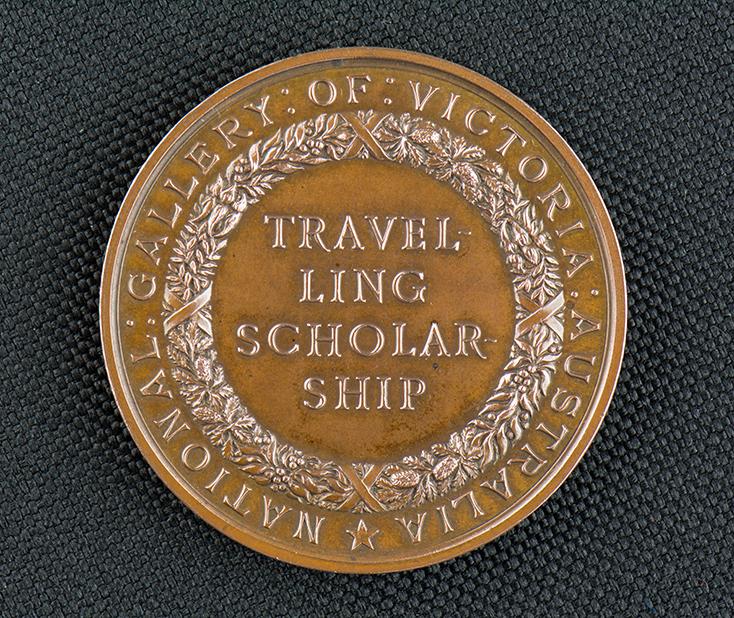 NATIONAL : GALLERY : OF : VICTORIA : AUSTRALIA
TRAVEL-
LING
SCHOLAR-
SHIP